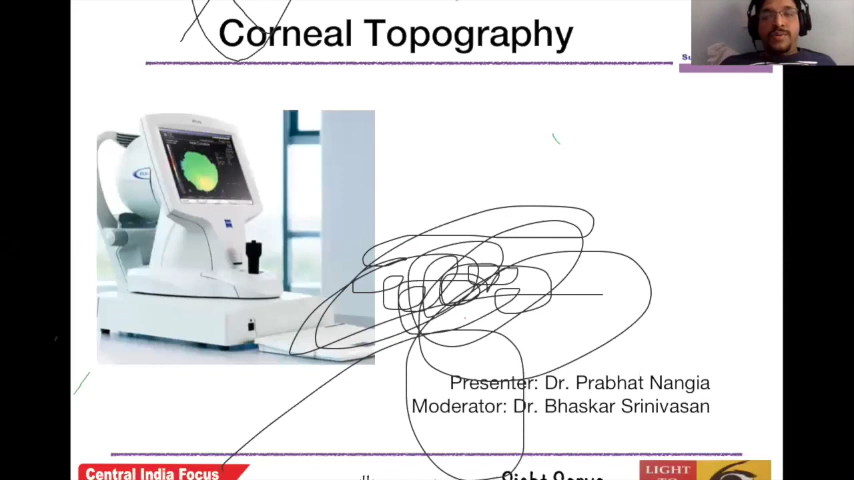 Corneal Topography
Presenter: Dr. Prabhat Nangia
Moderator: Dr. Bhaskar Srinivasan
Central India Focus
LIGHT